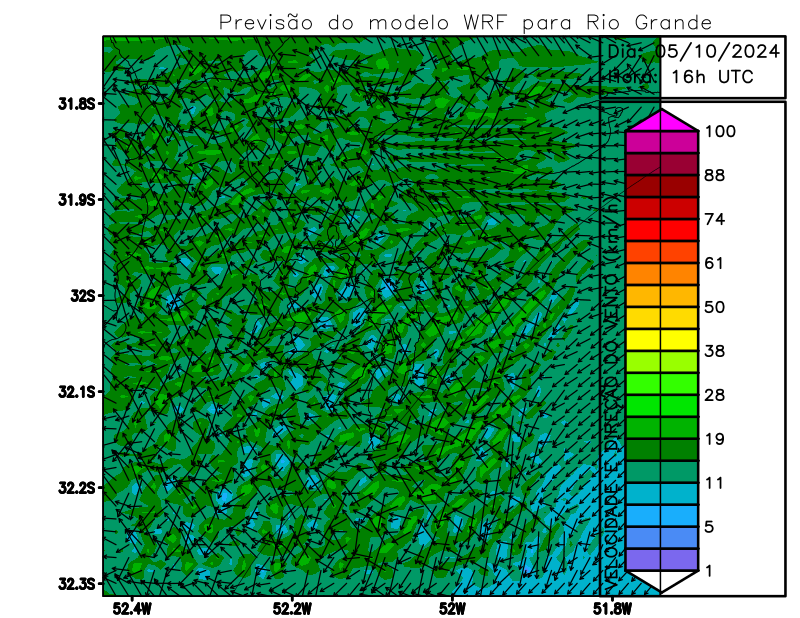 Previsão do modelo WRF para Rio Grande
Dia: 05/10/2024
Hora: 16h UTC
31.8S
31.9S
32S
32.1S
32.2S
32.3S
52.4W
52.2W
52W
51.8W
VELOCIDADE E DIREÇÃO DO VENTO (km/h)
100
88
74
61
50
38
28
19
11
5
1